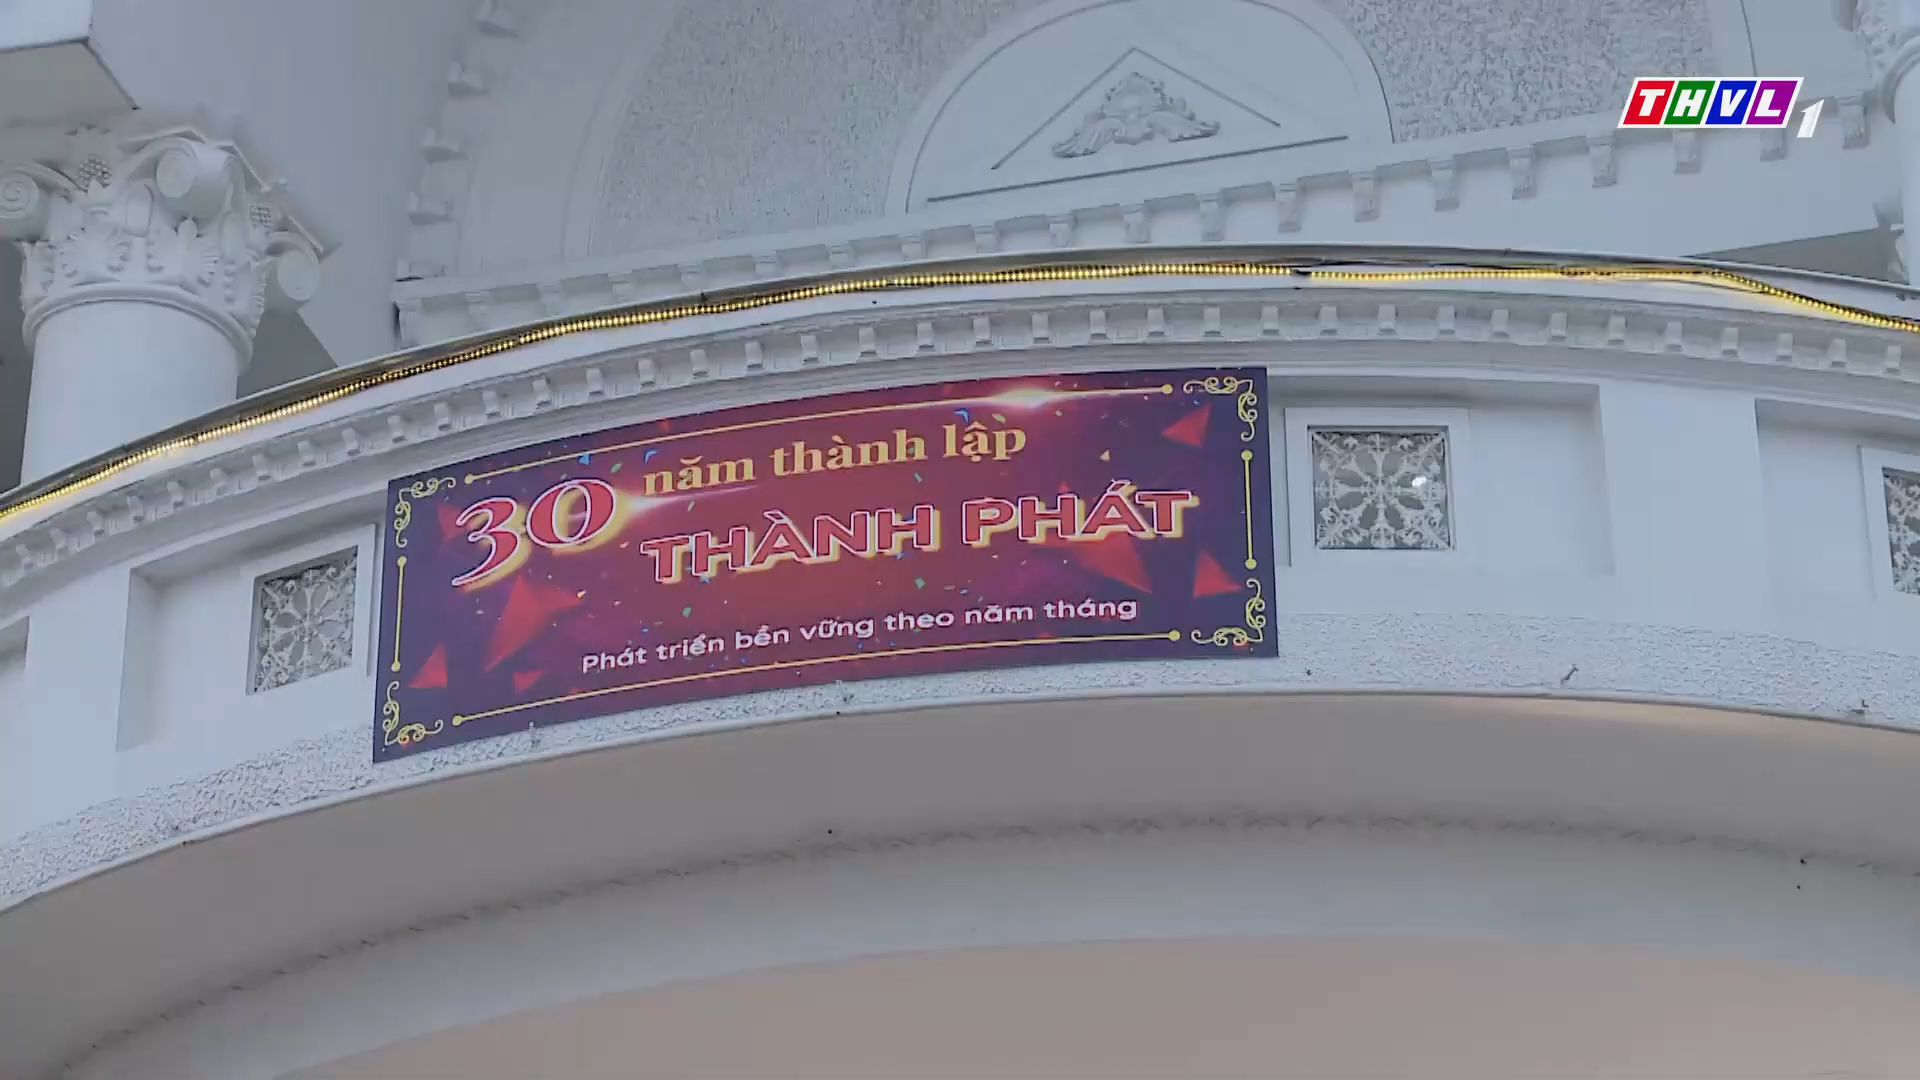 THVL1
30 năm thành lập
THÀNH PHÁT
Phát triển bền vững theo năm tháng